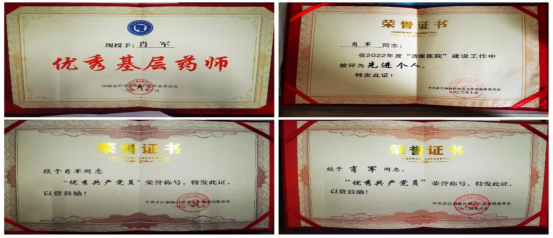 现授予：肖军
优秀基层药师
荣誉证书
肖军同志：
在2022年度“清廉医院”建设工作中
被评为先进个人。
特发此证！
荣誉证书
授予肖军同志
“优秀共产党员”荣誉称号，特发此证，
以资鼓励！
荣誉证书
授予肖军同志：
“优秀共产党员”荣誉称号，特发此证，
以资鼓励！